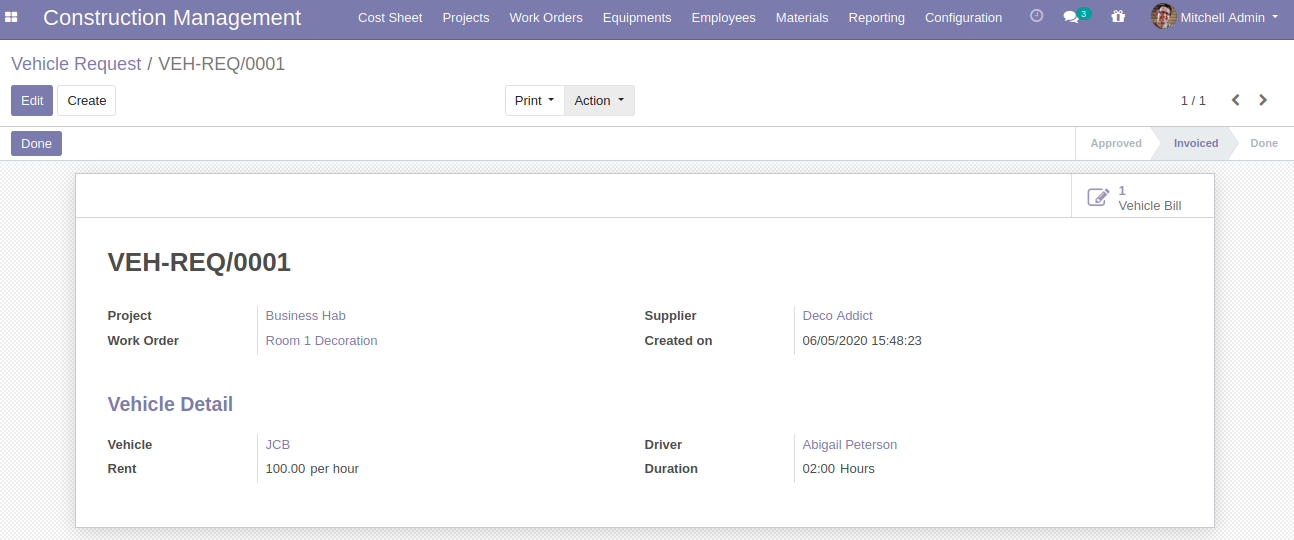 Construction Management Cost Sheet Projects Work Orders Equipments Employees Materials Reporting Configuration 3 Mitchell Admin
Vehicle Request / VEH-REQ/0001
Edit Create Print Action 1 / 1
Done Approved Invoiced Done
1
Vehicle Bill
VEH-REQ/0001
Project Business Hab Supplier Deco Addict
Work Order Room 1 Decoration Created on 06/05/2020 15:48:23
Vehicle Detail
Vehicle JCB Driver Abigail Peterson
Rent 100.00 per hour Duration 02:00 Hours